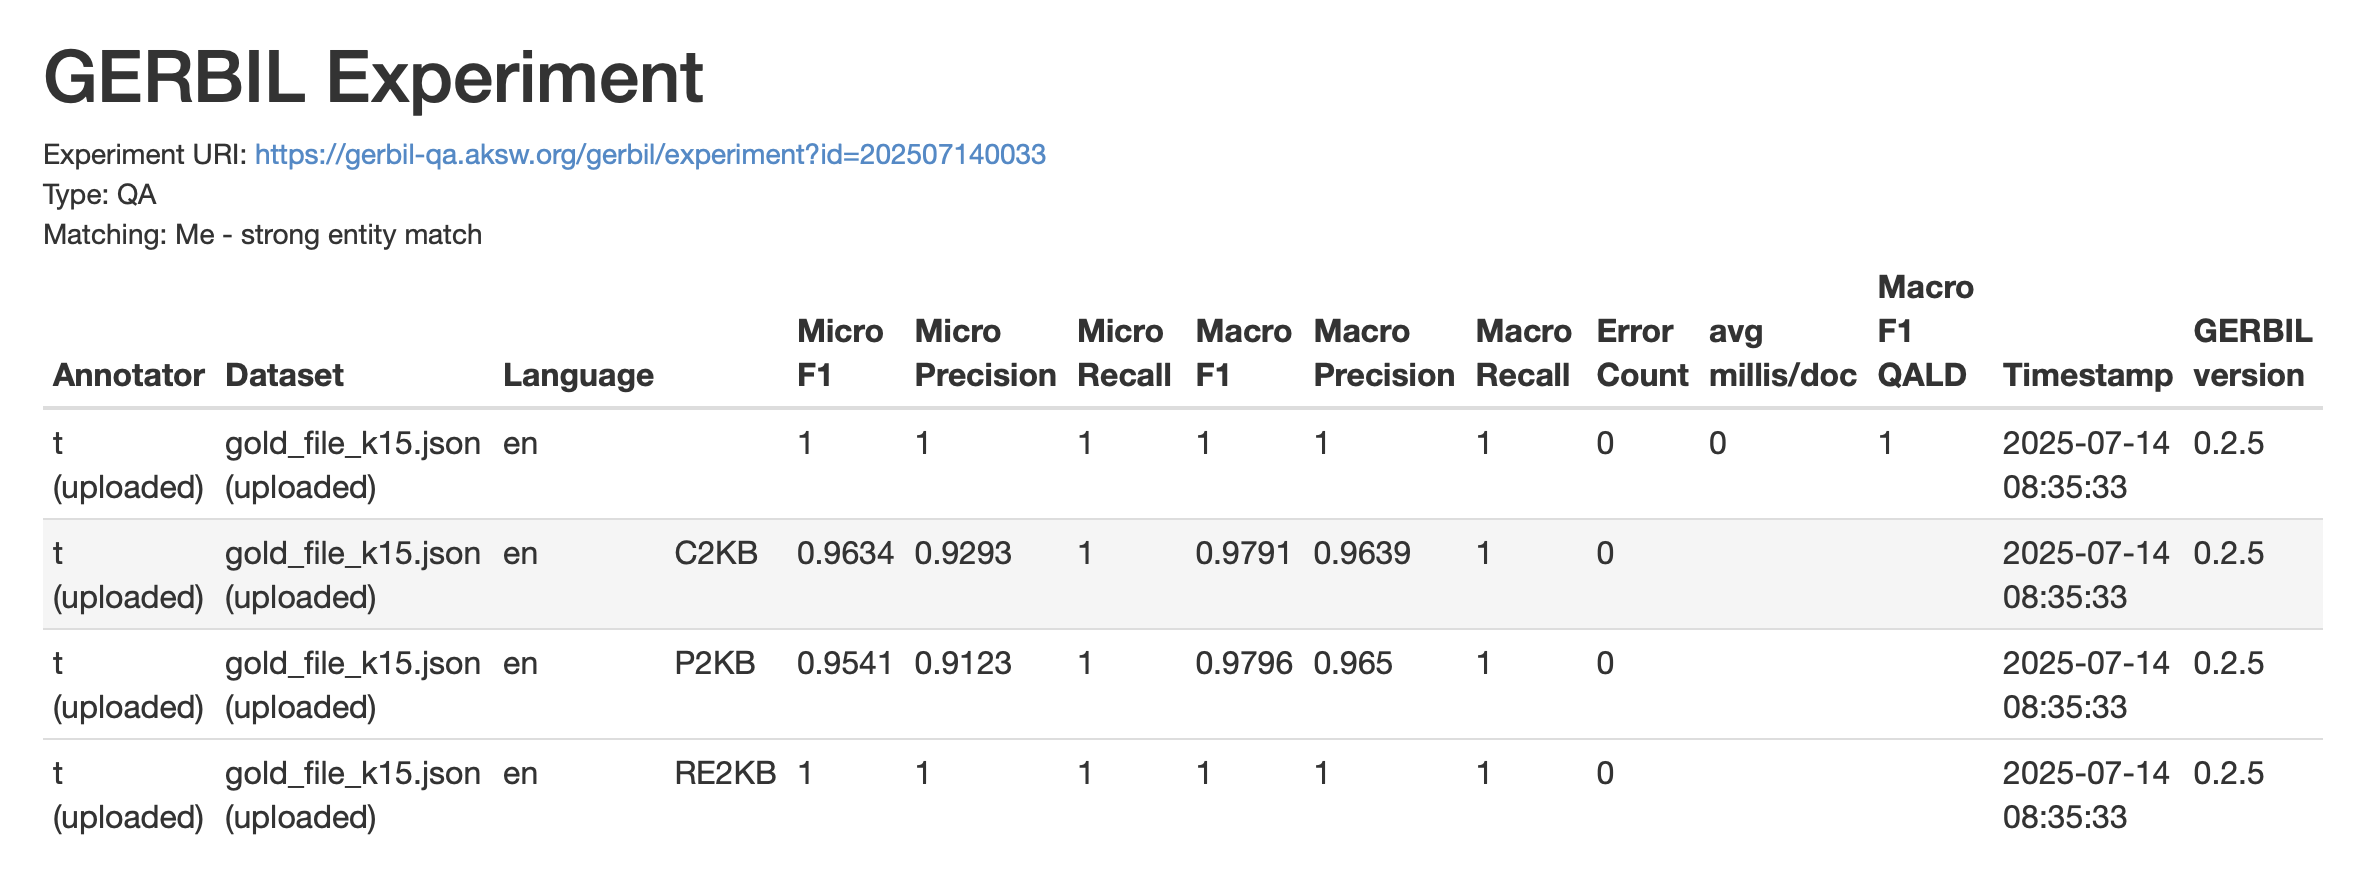 GERBIL Experiment
Experiment URI: https://gerbil-qa.aksw.org/gerbil/experiment?id=202507140033
Type: QA
Matching: Me - strong entity match
Annotator Dataset Language Micro F1 Micro Precision Micro Recall Macro F1 Macro Precision Macro Recall Error Count avg millis/doc Macro F1 QALD Timestamp GERBIL version
t (uploaded) gold_file_k15.json (uploaded) en 1 1 1 1 1 1 0 0 1 2025-07-14 08:35:33 0.2.5
t (uploaded) gold_file_k15.json (uploaded) en C2KB 0.9634 0.9293 1 0.9791 0.9639 1 0 2025-07-14 08:35:33 0.2.5
t (uploaded) gold_file_k15.json (uploaded) en P2KB 0.9541 0.9123 1 0.9796 0.965 1 0 2025-07-14 08:35:33 0.2.5
t (uploaded) gold_file_k15.json (uploaded) en RE2KB 1 1 1 1 1 1 0 2025-07-14 08:35:33 0.2.5